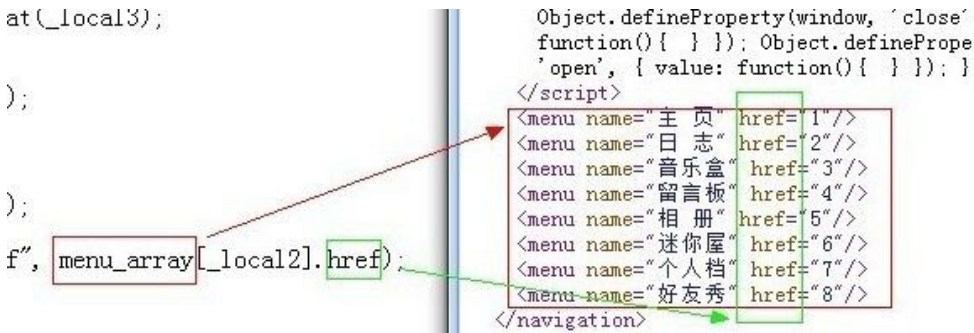 at(_local3);
);
);
f", menu_array[_local2].href);
Object.defineProperty(window, 'close'
function(){ } }); Object.definePrope
'open', { value: function(){ } }); }
</script>
<menu name="主 页" href="1"/>
<menu name="日 志" href="2"/>
<menu name="音乐盒" href="3"/>
<menu name="留言板" href="4"/>
<menu name="相 册" href="5"/>
<menu name="迷你屋" href="6"/>
<menu name="个人档" href="7"/>
<menu name="好友秀" href="8"/>
</navigation>